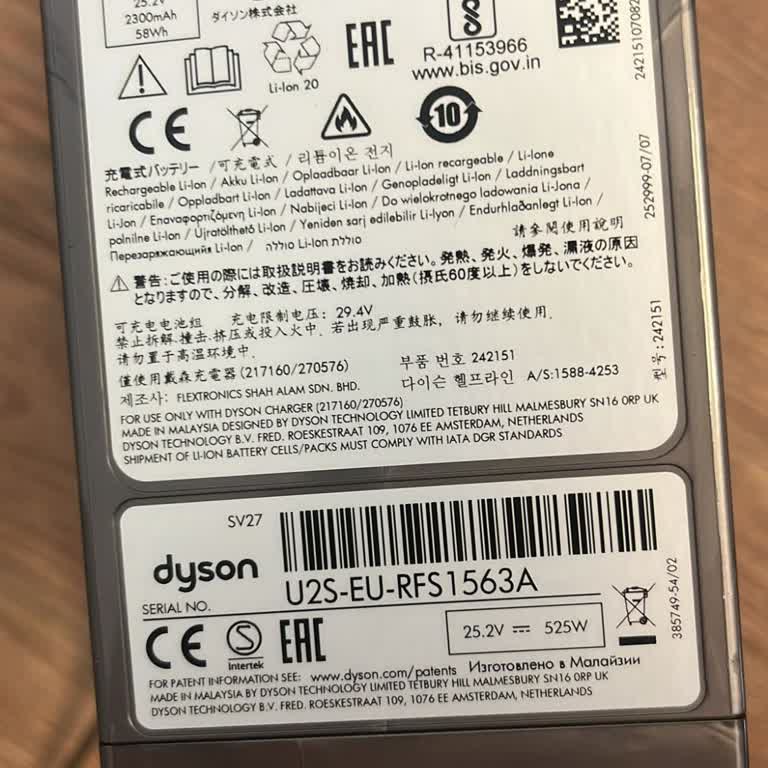 25.2V
2300mAh
58Wh
ダイソン株式会社
Li-Ion 20
EAC
R-41153966
www.bis.gov.in
CE
10
充電式バッテリー / 可充電式 / 리튬이온 전지
Rechargeable Li-Ion / Akku Li-Ion / Oplaadbaar Li-Ion / Li-Ion recargeable / Li-Ione
ricaricabile / Oppladbart Li-Ion / Ladattava Li-Ion / Genopladeligt Li-Ion / Laddningsbart
Li-Jon / Επαναφορτιζόμενη Li-Ion / Nabíjecí Li-Ion / Do wielokrotnego ładowania Li-Jona /
polnilne Li-Ion / Újratölthető Li-Ion / Yeniden sarj edilebilir Li-Iyon / Endurhlaðanlegt Li-Ion /
Перезаряжающийся Li-Ion / סוללה Li-Ion סוללת
請參閱使用說明
警告:ご使用の際には取扱説明書をお読みください。発熱、発火、爆発、漏液の原因
となりますので、分解、改造、圧壊、焼却、加熱(摂氏60度以上)をしないでください。
可充电电池组 充电限制电压: 29.4V
禁止拆解.撞击.挤压或投入火中. 若出现严重鼓胀, 请勿继续使用.
请勿置于高温环境中.
僅使用戴森充電器(217160/270576)
부품 번호 242151
제조사: FLEXTRONICS SHAH ALAM SDN. BHD.
다이슨 헬프라인 A/S:1588-4253
FOR USE ONLY WITH DYSON CHARGER (217160/270576)
MADE IN MALAYSIA DESIGNED BY DYSON TECHNOLOGY LIMITED TETBURY HILL MALMESBURY SN16 0RP UK
DYSON TECHNOLOGY B.V. FRED. ROESKESTRAAT 109, 1076 EE AMSTERDAM, NETHERLANDS
SHIPMENT OF LI-ION BATTERY CELLS/PACKS MUST COMPLY WITH IATA DGR STANDARDS
252999-07/07
型号: 242151
SV27
dyson
SERIAL NO.
U2S-EU-RFS1563A
CE
S
Intertek
EAC
25.2V 525W
385749-54/02
FOR PATENT INFORMATION SEE: www.dyson.com/patents Изготовлено в Малайзии
MADE IN MALAYSIA BY DYSON TECHNOLOGY LIMITED TETBURY HILL MALMESBURY SN16 0RP UK
DYSON TECHNOLOGY B.V. FRED. ROESKESTRAAT 109, 1076 EE AMSTERDAM, NETHERLANDS